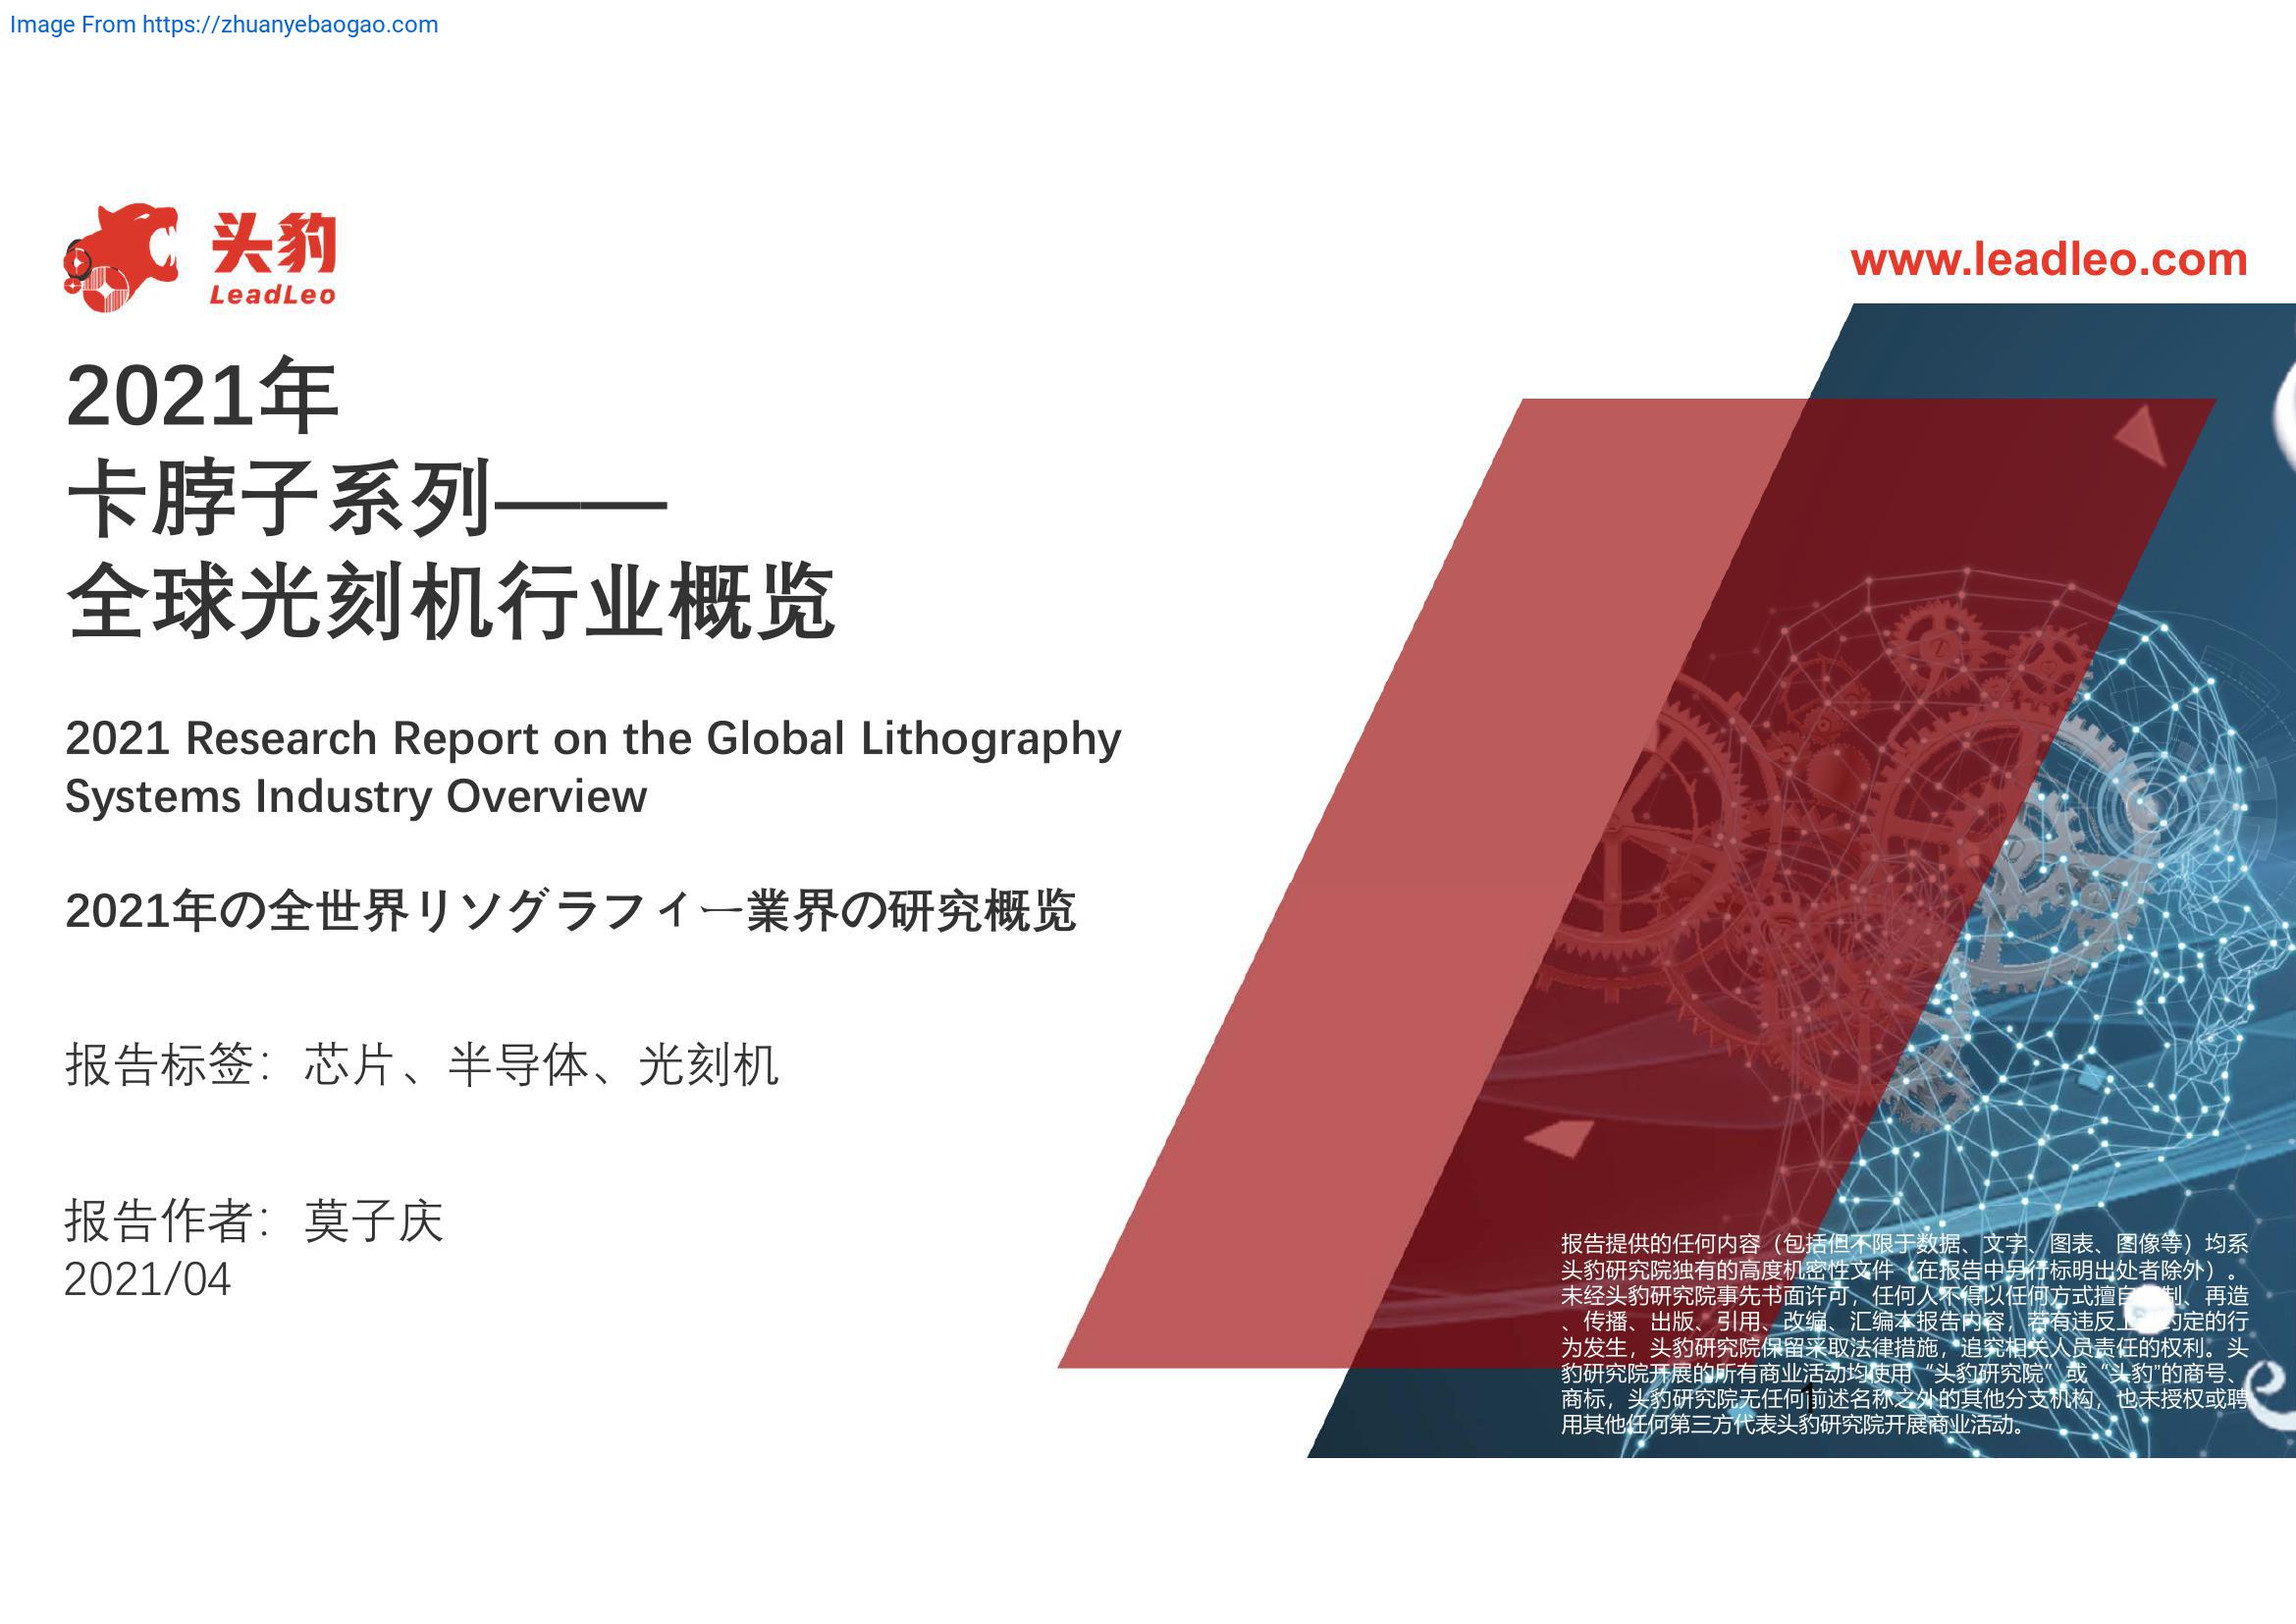 Image From https://zhuanyebaogao.com
头豹
LeadLeo
www.leadleo.com
2021年
卡脖子系列——
全球光刻机行业概览
2021 Research Report on the Global Lithography
Systems Industry Overview
2021年の全世界リソグラフィー業界の研究概览
报告标签：芯片、半导体、光刻机
报告作者：莫子庆
2021/04
报告提供的任何内容（包括但不限于数据、文字、图表、图像等）均系
头豹研究院独有的高度机密性文件（在报告中另行标明出处者除外）。
未经头豹研究院事先书面许可，任何人不得以任何方式擅自制、再造
、传播、出版、引用、改编、汇编本报告内容，若有违反上约定的行
为发生，头豹研究院保留采取法律措施，追究相关人员责任的权利。头
豹研究院开展的所有商业活动均使用“头豹研究院”或“头豹”的商号、
商标，头豹研究院无任何前述名称之外的其他分支机构，也未授权或聘
用其他任何第三方代表头豹研究院开展商业活动。
1